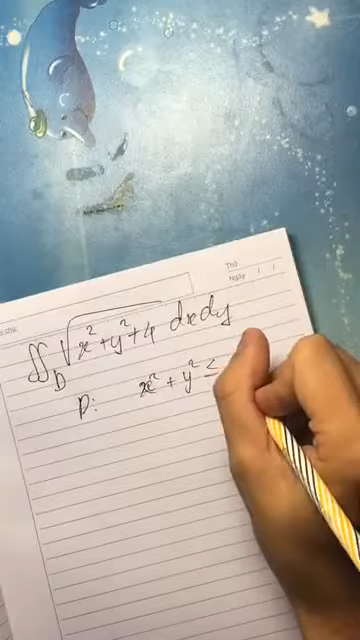 Thứ
Ngày / /
∬_D √(x² + y² + 4) dxdy
D: x² + y² ≤